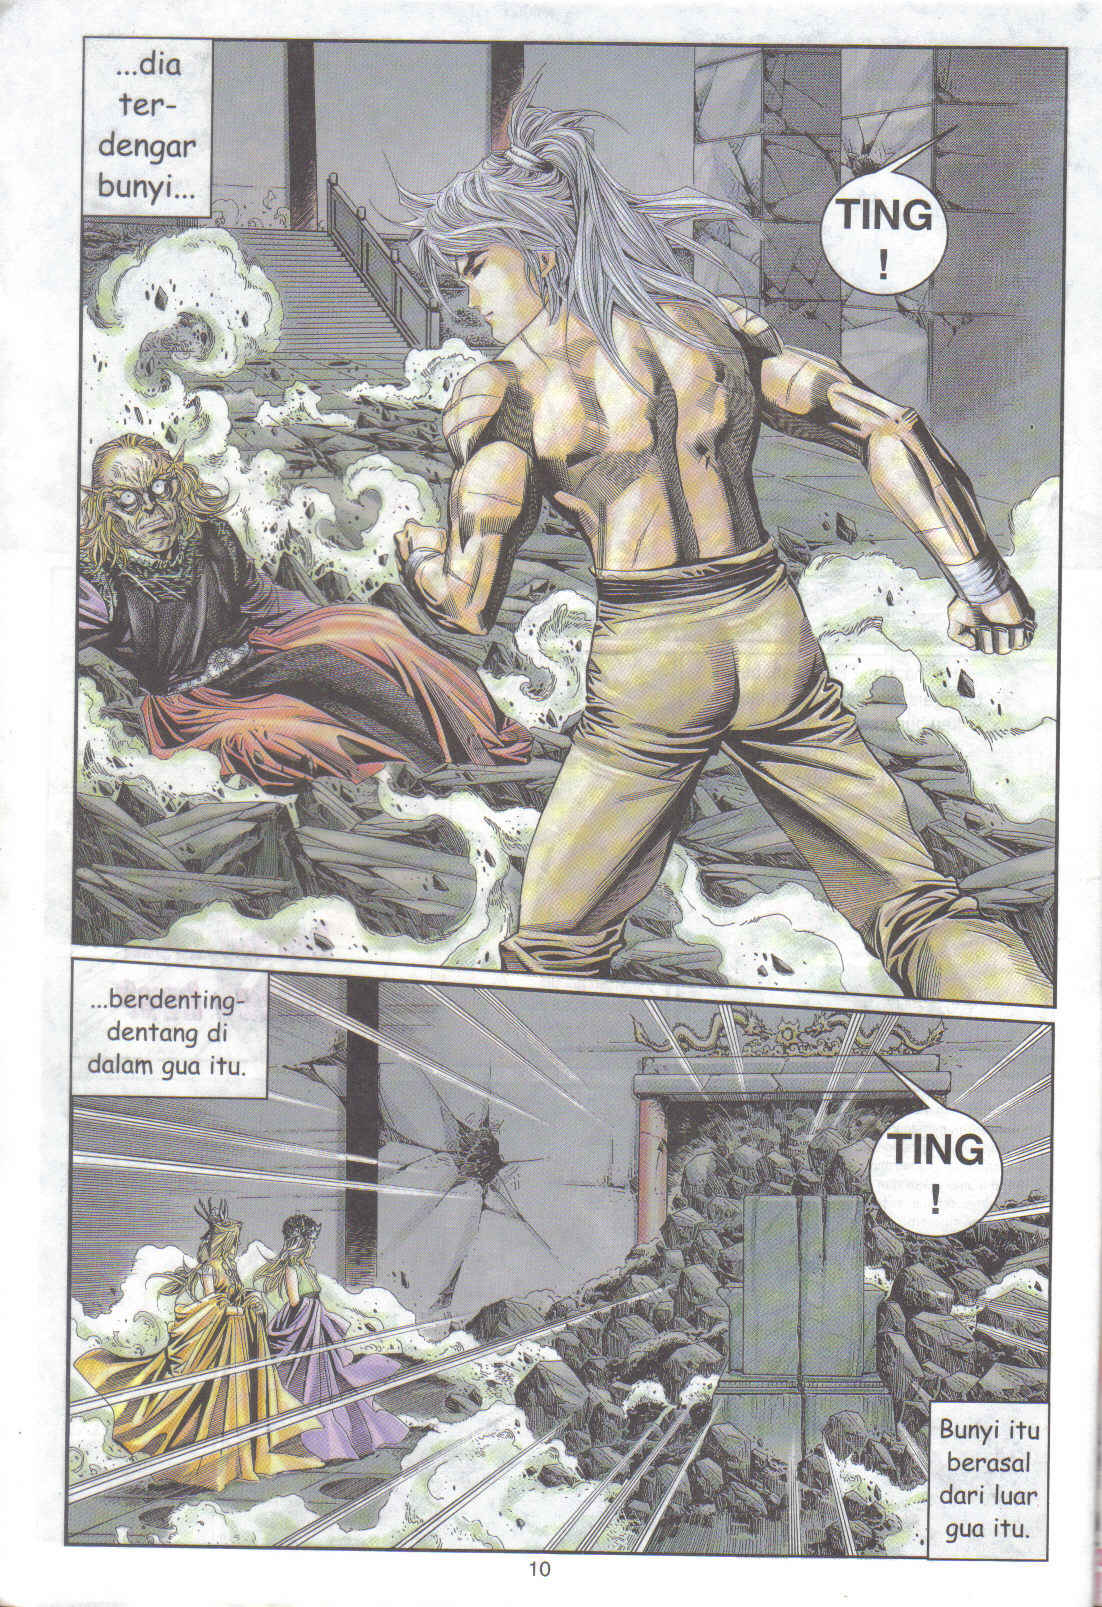 ...dia
ter-
dengar
bunyi...
TING
!
...berdenting-
dentang di
dalam gua itu.
TING
!
Bunyi itu
berasal
dari luar
gua itu.
10